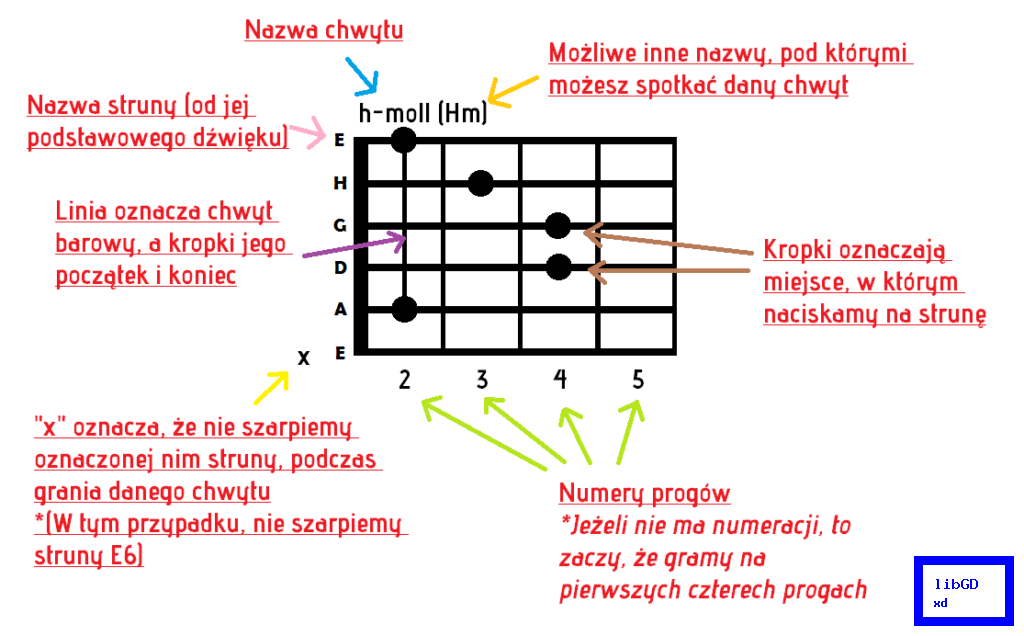 Nazwa chwytu
Możliwe inne nazwy, pod którymi
możesz spotkać dany chwyt
Nazwa struny (od jej
podstawowego dźwięku)
h-moll (Hm)
E
H
G
D
A
E
x
2 3 4 5
Linia oznacza chwyt
barowy, a kropki jego
początek i koniec
Kropki oznaczają
miejsce, w którym
naciskamy na strunę
"x" oznacza, że nie szarpiemy
oznaczonej nim struny, podczas
grania danego chwytu
*(W tym przypadku, nie szarpiemy
struny E6)
Numery progów
*Jeżeli nie ma numeracji, to
zaczy, że gramy na
pierwszych czterech progach
libGD
xd